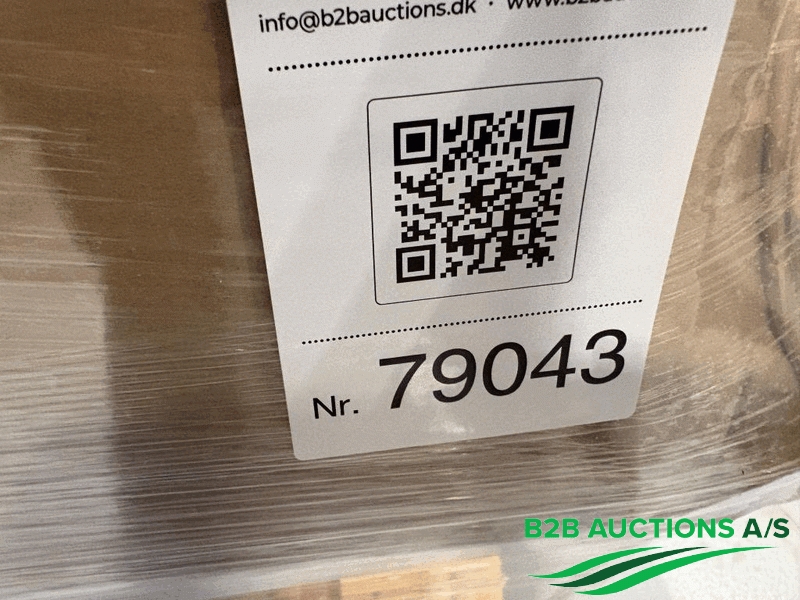 info@b2bauctions.dk ·
Nr. 79043
B2B AUCTIONS A/S